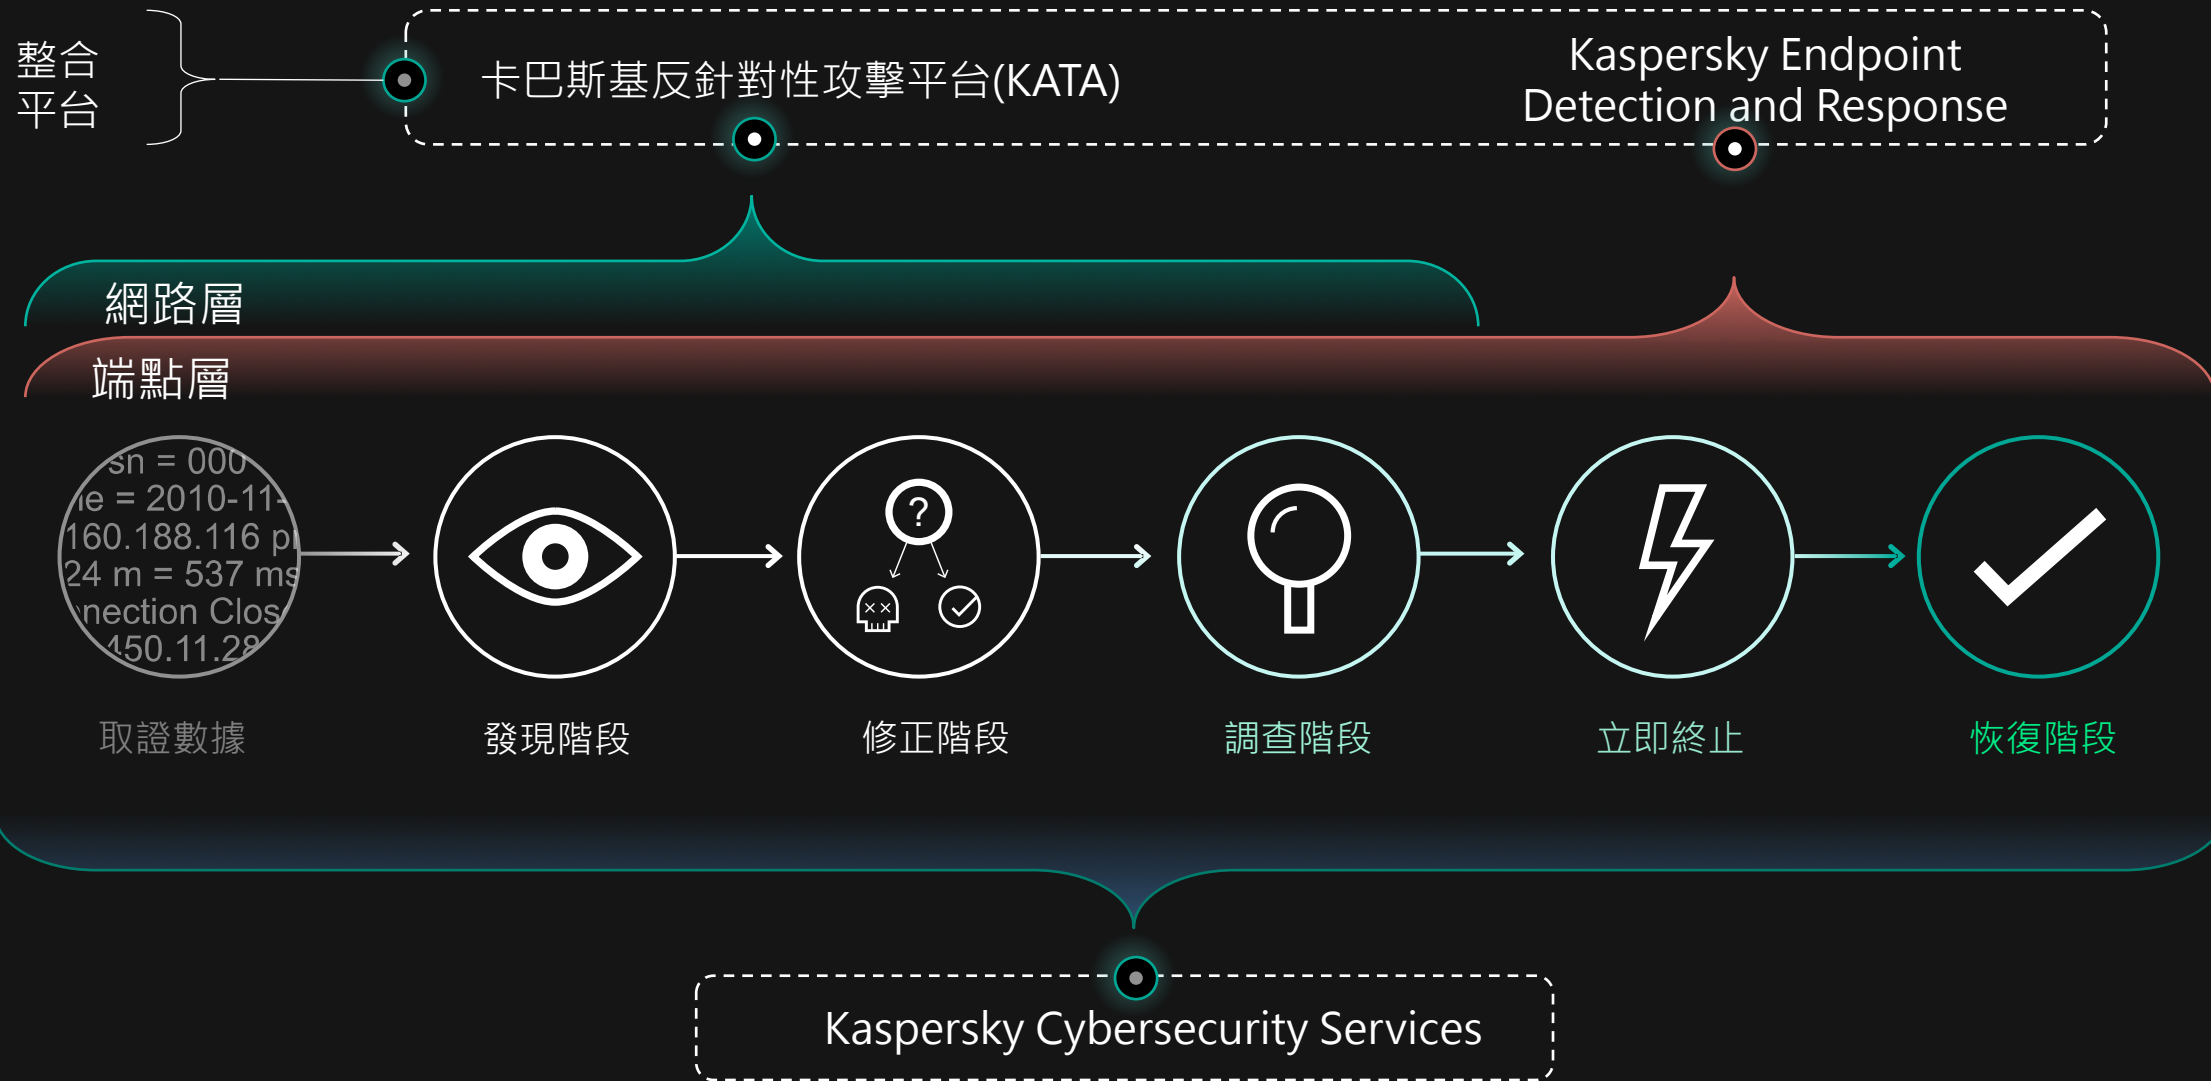 整合
平台
卡巴斯基反針對性攻擊平台(KATA)
Kaspersky Endpoint
Detection and Response
網路層
端點層
sn = 000
= 2010-11-
160.188.116
24 m = 537 ms
nection Clos
450.11.28
?
取證數據
發現階段
修正階段
調查階段
立即終止
恢復階段
Kaspersky Cybersecurity Services